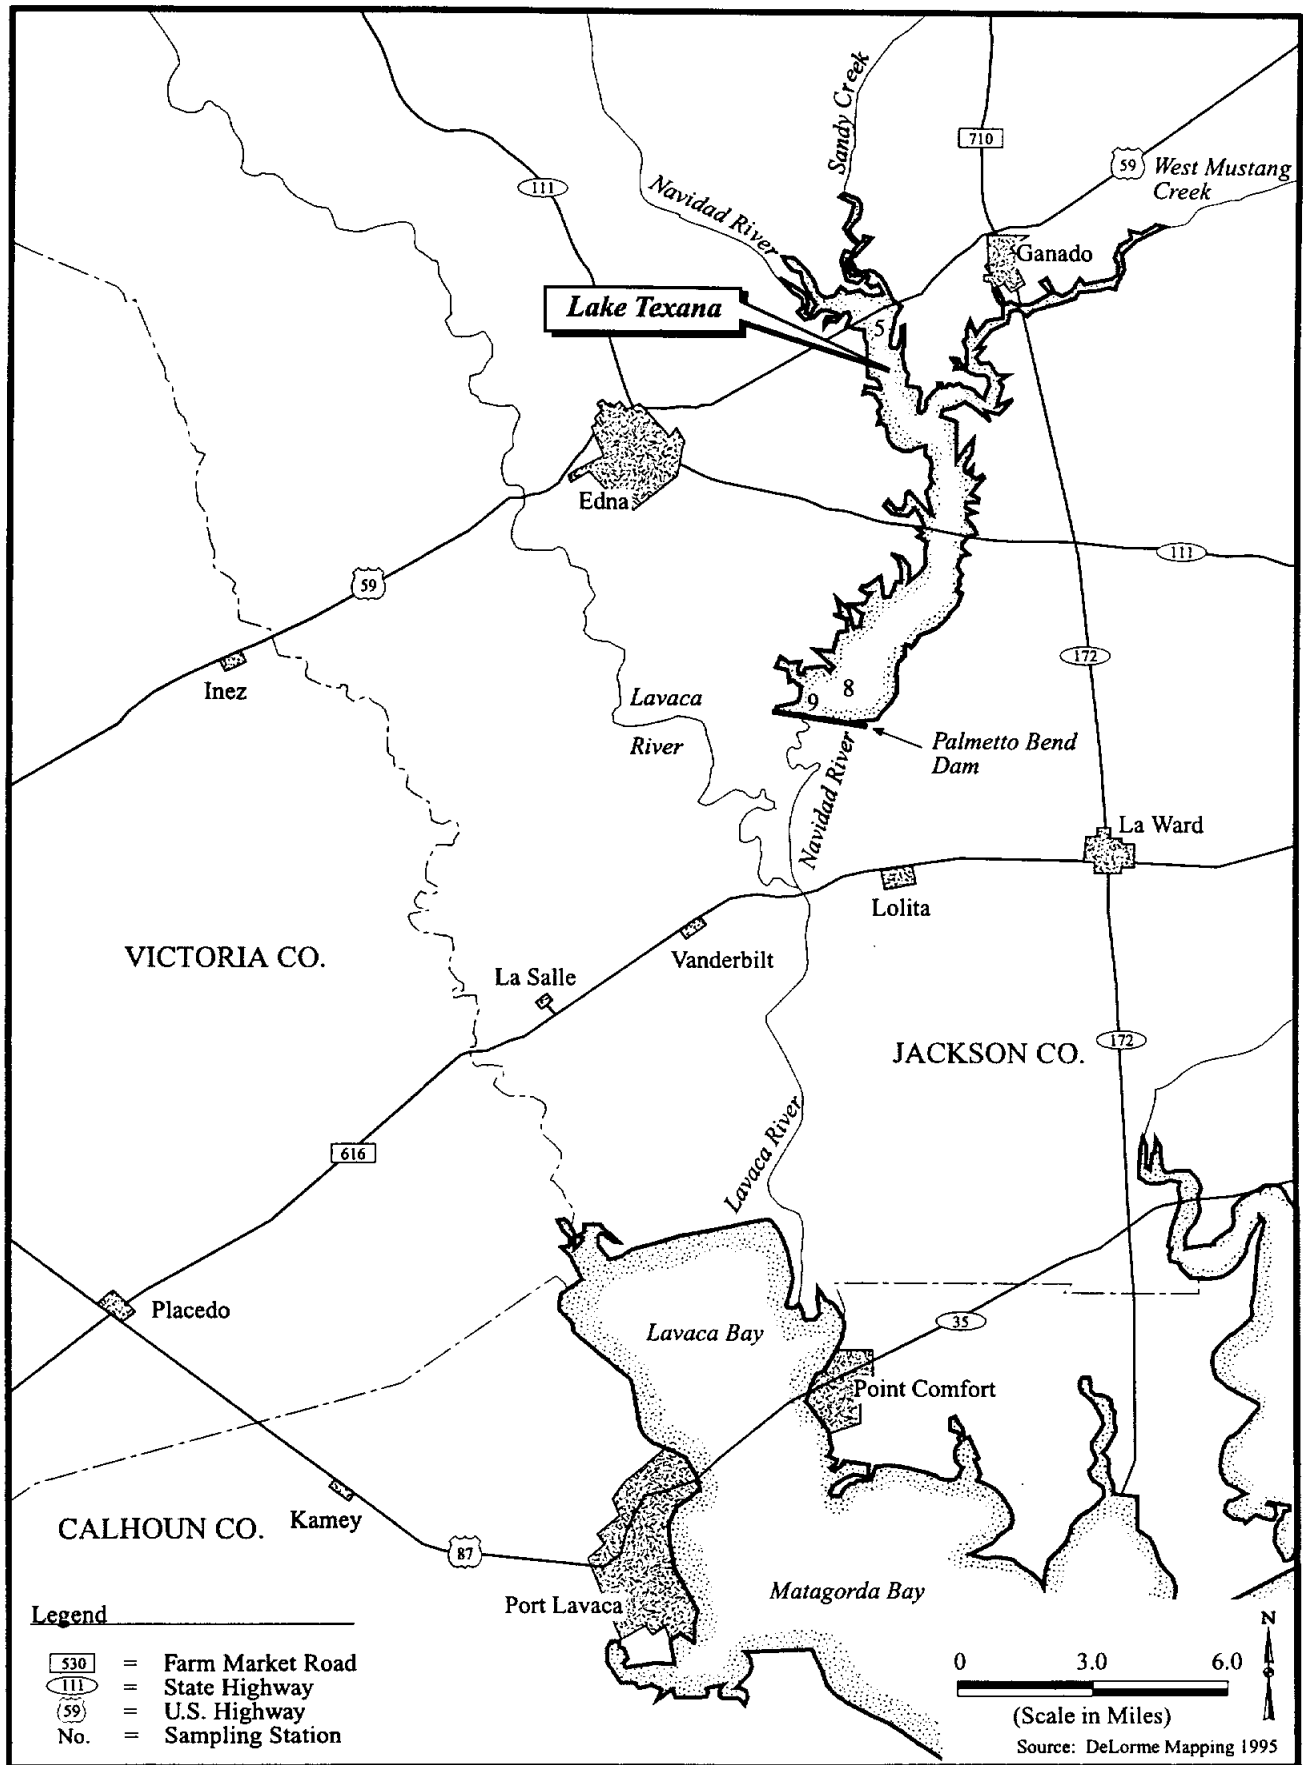 Sandy Creek
710
59
West Mustang
Creek
111
Navidad River
Ganado
Lake Texana
5
Edna
111
59
172
Inez
Lavaca
River
8
9
Palmetto Bend
Dam
Navidad River
La Ward
Lolita
VICTORIA CO.
Vanderbilt
La Salle
JACKSON CO.
172
Lavaca River
616
Placedo
Lavaca Bay
35
Point Comfort
CALHOUN CO.
Kamey
87
Matagorda Bay
Port Lavaca
Legend
530 = Farm Market Road
111 = State Highway
59 = U.S. Highway
No. = Sampling Station
N
0 3.0 6.0
(Scale in Miles)
Source: DeLorme Mapping 1995